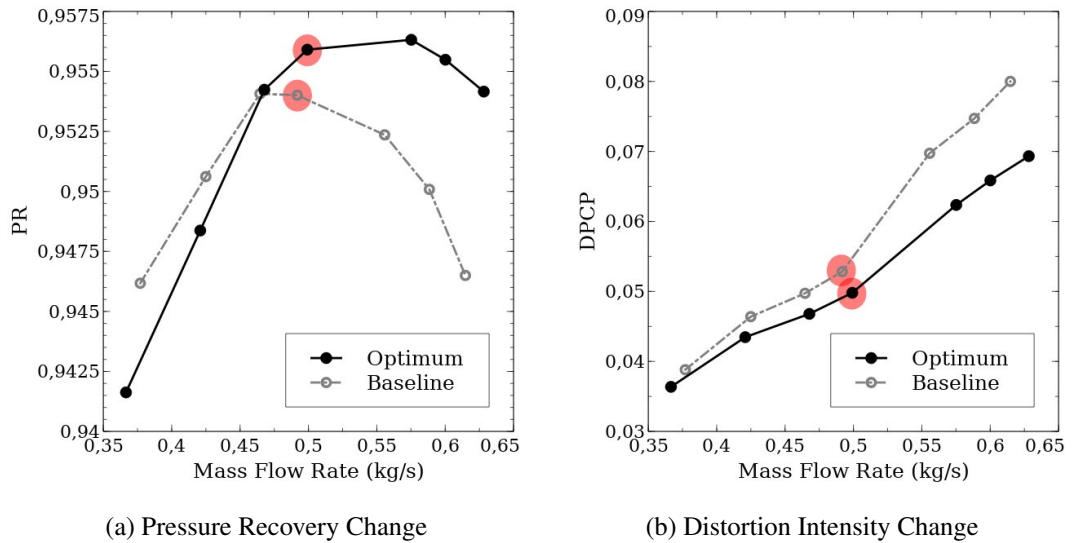 0,9575
0,955
0,9525
0,95
0,9475
0,945
0,9425
0,94
PR
Optimum
Baseline
0,35 0,4 0,45 0,5 0,55 0,6 0,65
Mass Flow Rate (kg/s)
(a) Pressure Recovery Change
0,09
0,08
0,07
0,06
0,05
0,04
0,03
DPCP
Optimum
Baseline
0,35 0,4 0,45 0,5 0,55 0,6 0,65
Mass Flow Rate (kg/s)
(b) Distortion Intensity Change